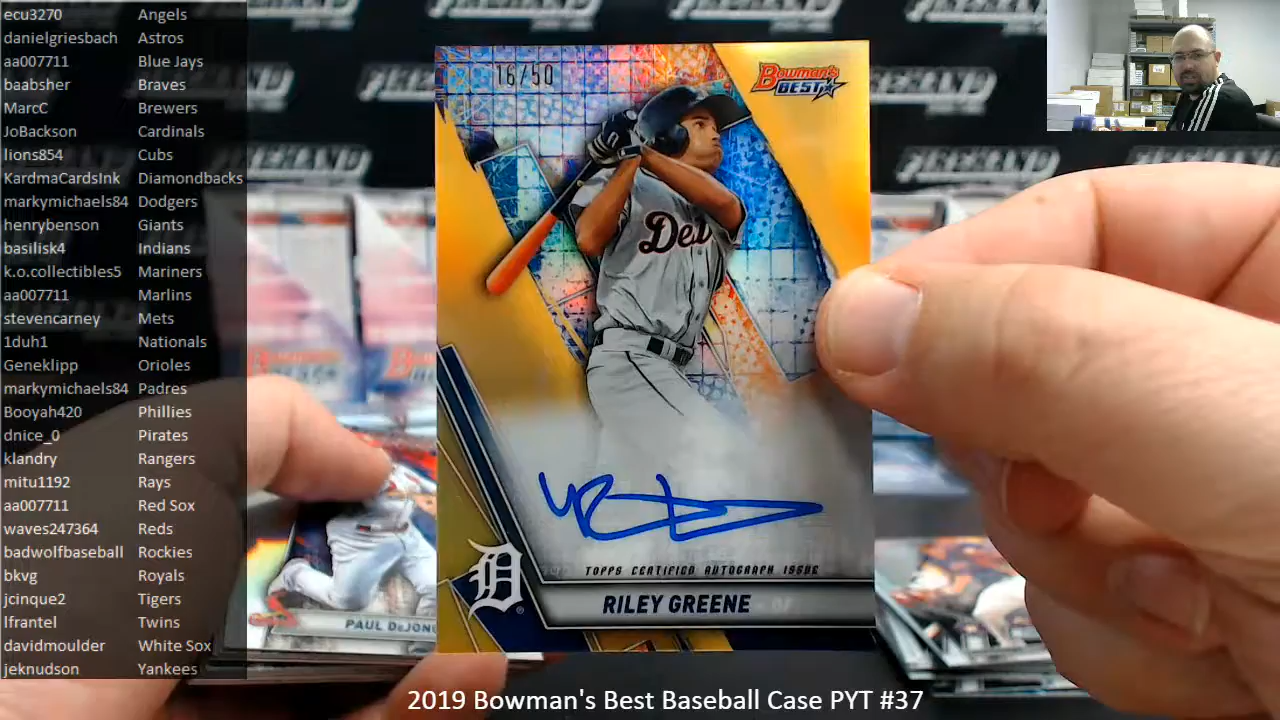 ecu3270 Angels
danielgriesbach Astros
aa007711 Blue Jays
baabsher Braves
MarcC Brewers
JoBackson Cardinals
lions854 Cubs
KardmaCardsInk Diamondbacks
markymichaels84 Dodgers
henrybenson Giants
basilisk4 Indians
k.o.collectibles5 Mariners
aa007711 Marlins
stevencarney Mets
1duh1 Nationals
Geneklipp Orioles
markymichaels84 Padres
Booyah420 Phillies
dnice_0 Pirates
klandry Rangers
mitu1192 Rays
aa007711 Red Sox
waves247364 Reds
badwolfbaseball Rockies
bkvg Royals
jcinque2 Tigers
lfrantel Twins
davidmoulder White Sox
jeknudson Yankees
16/50
Bowman's
BEST
TOPPS CERTIFIED AUTOGRAPH ISSUE
RILEY GREENE
D
PAUL DeJONG
FIREHAND
2019 Bowman's Best Baseball Case PYT #37